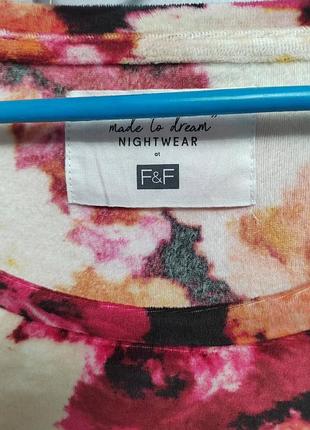 made to dream"
NIGHTWEAR
at
F&F